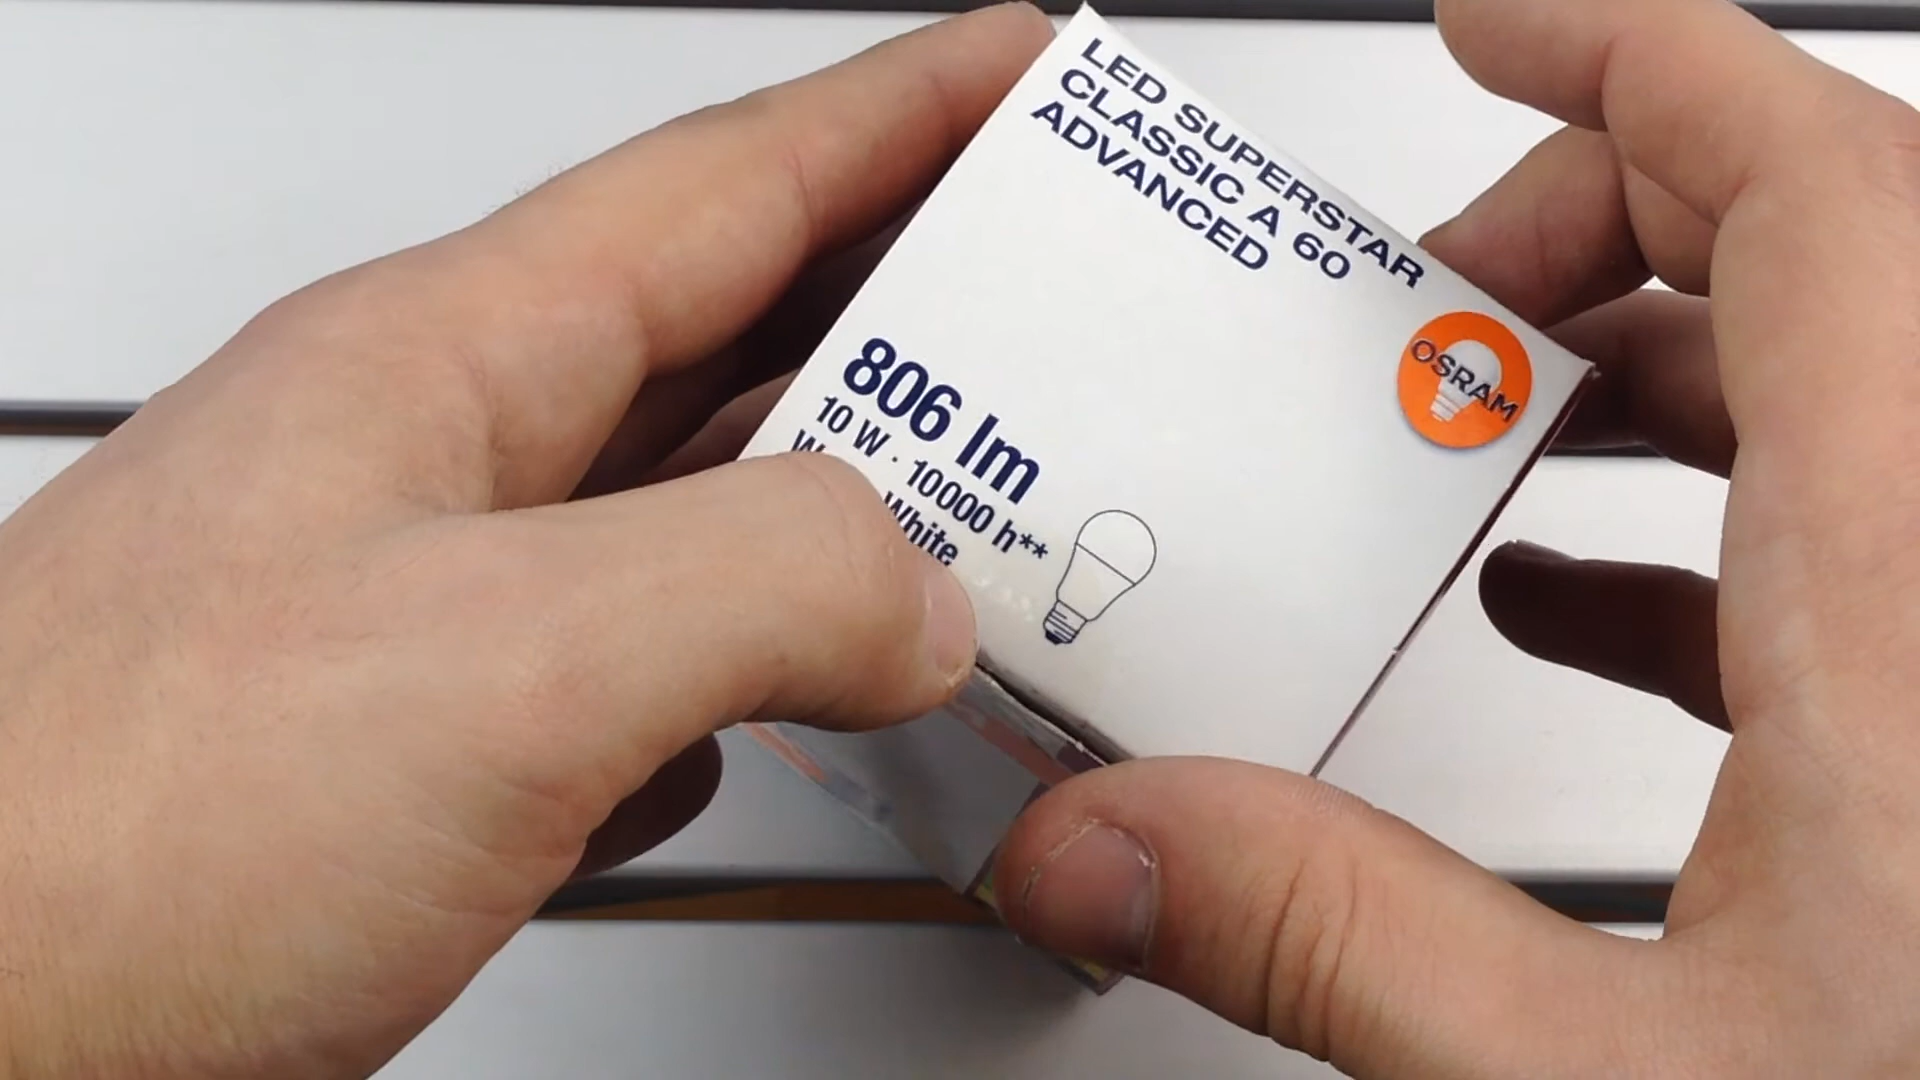 LED SUPERSTAR
CLASSIC A 60
ADVANCED
OSRAM
806 lm
10 W · 10000 h**
White